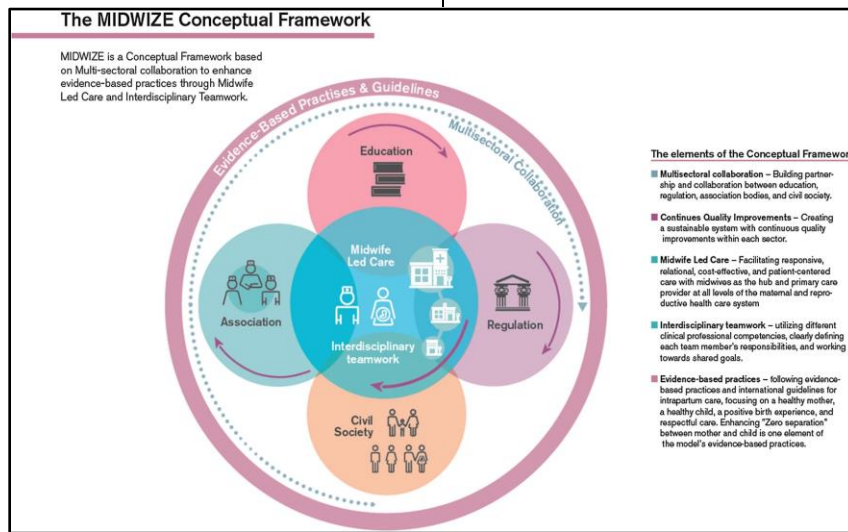 The MIDWIZE Conceptual Framework
MIDWIZE is a Conceptual Framework based
on Multi-sectoral collaboration to enhance
evidence-based practices through Midwife
Led Care and Interdisciplinary Teamwork.
Evidence-Based Practises & Guidelines
Multisectoral Collaboration
Education
Midwife
Led Care
Association
Regulation
Interdisciplinary
teamwork
Civil
Society
The elements of the Conceptual Framewor
Multisectoral collaboration – Building partner-
ship and collaboration between education,
regulation, association bodies, and civil society.
Continues Quality Improvements – Creating
a sustainable system with continuous quality
improvements within each sector.
Midwife Led Care – Facilitating responsive,
relational, cost-effective, and patient-centered
care with midwives as the hub and primary care
provider at all levels of the maternal and repro-
ductive health care system
Interdisciplinary teamwork – utilizing different
clinical professional competencies, clearly defining
each team member's responsibilities, and working
towards shared goals.
Evidence-based practices – following evidence-
based practices and international guidelines for
intrapartum care, focusing on a healthy mother,
a healthy child, a positive birth experience, and
respectful care. Enhancing "Zero separation"
between mother and child is one element of
the model's evidence-based practices.